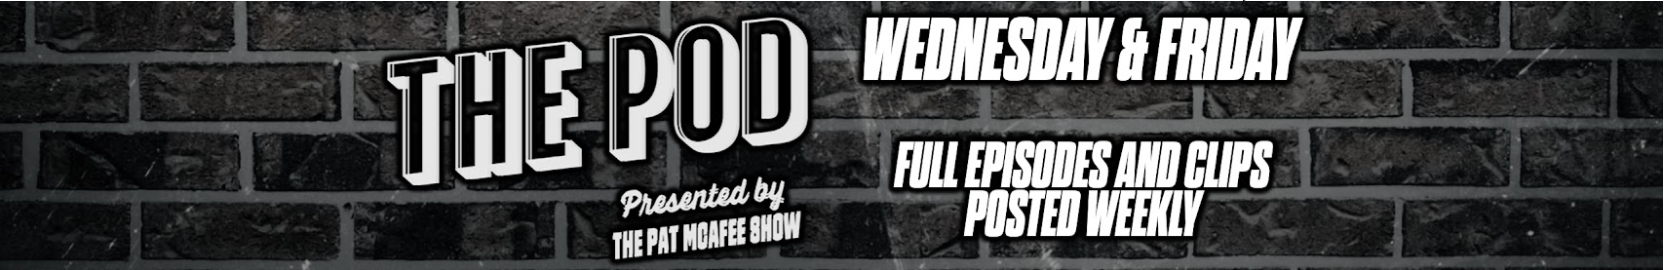 THE POD
Presented by
THE PAT MCAFEE SHOW
WEDNESDAY & FRIDAY
FULL EPISODES AND CLIPS
POSTED WEEKLY